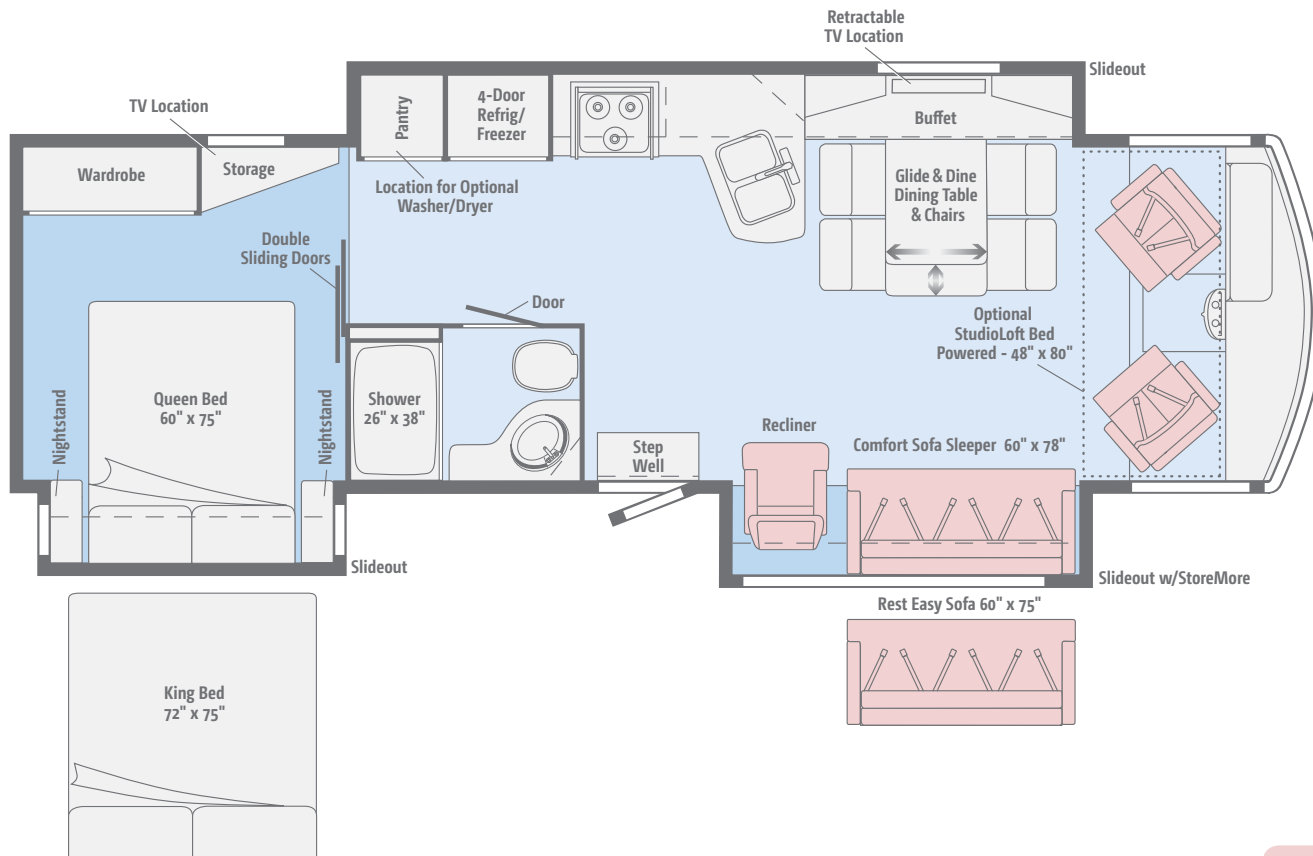 Retractable
TV Location
Slideout
TV Location
Pantry
4-Door
Refrig/
Freezer
Buffet
Wardrobe
Storage
Location for Optional
Washer/Dryer
Glide & Dine
Dining Table
& Chairs
Double
Sliding Doors
Door
Optional
StudioLoft Bed
Powered - 48" x 80"
Nightstand
Queen Bed
60" x 75"
Nightstand
Shower
26" x 38"
Step
Well
Recliner
Comfort Sofa Sleeper 60" x 78"
Slideout
Slideout w/StoreMore
Rest Easy Sofa 60" x 75"
King Bed
72" x 75"